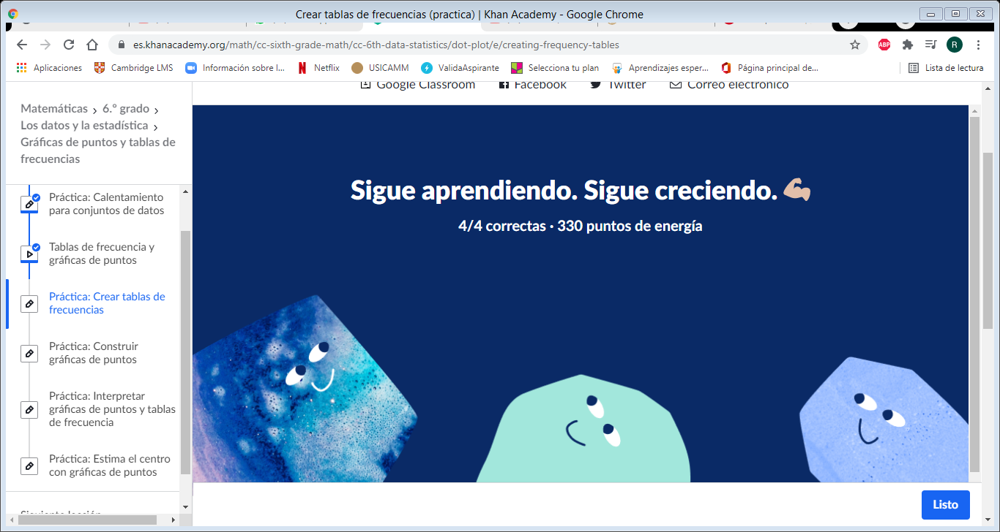 Crear tablas de frecuencias (practica) | Khan Academy - Google Chrome
es.khanacademy.org/math/cc-sixth-grade-math/cc-6th-data-statistics/dot-plot/e/creating-frequency-tables
ABP
R
Aplicaciones
Cambridge LMS
Información sobre l...
Netflix
USICAMM
ValidaAspirante
Selecciona tu plan
Aprendizajes esper...
Página principal de...
Lista de lectura
Google Classroom
Facebook
Twitter
Correo electrónico
Matemáticas > 6.º grado >
Los datos y la estadística >
Gráficas de puntos y tablas de
frecuencias
Práctica: Calentamiento
para conjuntos de datos
Tablas de frecuencia y
gráficas de puntos
Práctica: Crear tablas de
frecuencias
Práctica: Construir
gráficas de puntos
Práctica: Interpretar
gráficas de puntos y tablas
de frecuencia
Práctica: Estima el centro
con gráficas de puntos
Siguiente lección
Sigue aprendiendo. Sigue creciendo. 💪🏼
4/4 correctas · 330 puntos de energía
Listo